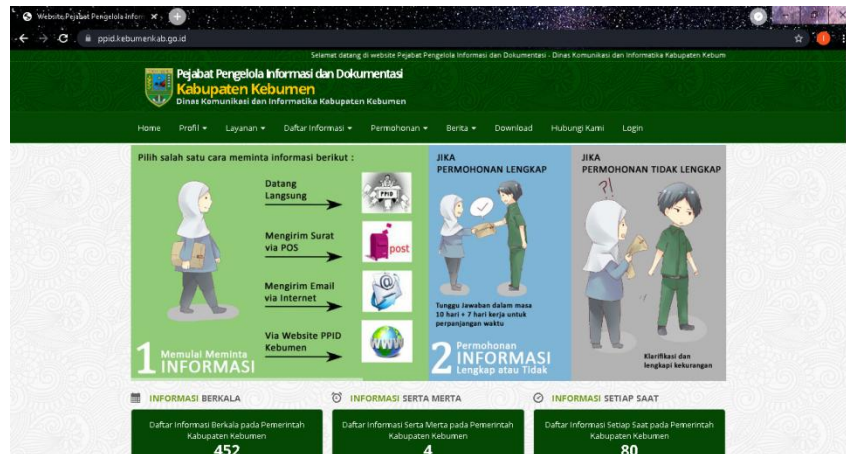 Website Pejabat Pengelola Inform
ppid.kebumenkab.go.id
Selamat datang di website Pejabat Pengelola Informasi dan Dokumentasi - Dinas Komunikasi dan Informatika Kabupaten Kebum
Pejabat Pengelola Informasi dan Dokumentasi
Kabupaten Kebumen
Dinas Komunikasi dan Informatika Kabupaten Kebumen
Home Profil Layanan Daftar Informasi Permohonan Berita Download Hubungi Kami Login
Pilih salah satu cara meminta informasi berikut :
Datang
Langsung
PPID
Mengirim Surat
via POS
post
Mengirim Email
via Internet
@
Via Website PPID
Kebumen
WWW
1 Memulai Meminta
INFORMASI
JIKA
PERMOHONAN LENGKAP
Tunggu Jawaban dalam masa
10 hari + 7 hari kerja untuk
perpanjangan waktu
2 Permohonan
INFORMASI
Lengkap atau Tidak
JIKA
PERMOHONAN TIDAK LENGKAP
?!
Klarifikasi dan
lengkapi kekurangan
INFORMASI BERKALA
Daftar Informasi Berkala pada Pemerintah
Kabupaten Kebumen
452
INFORMASI SERTA MERTA
Daftar Informasi Serta Merta pada Pemerintah
Kabupaten Kebumen
4
INFORMASI SETIAP SAAT
Daftar Informasi Setiap Saat pada Pemerintah
Kabupaten Kebumen
80